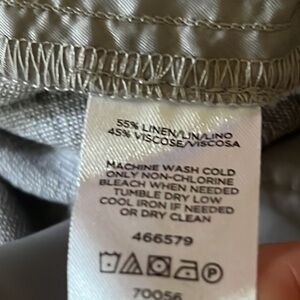 55% LINEN/LIN/LINO
45% VISCOSE/VISCOSA
MACHINE WASH COLD
ONLY NON-CHLORINE
BLEACH WHEN NEEDED
TUMBLE DRY LOW
COOL IRON IF NEEDED
OR DRY CLEAN
466579
P
70056